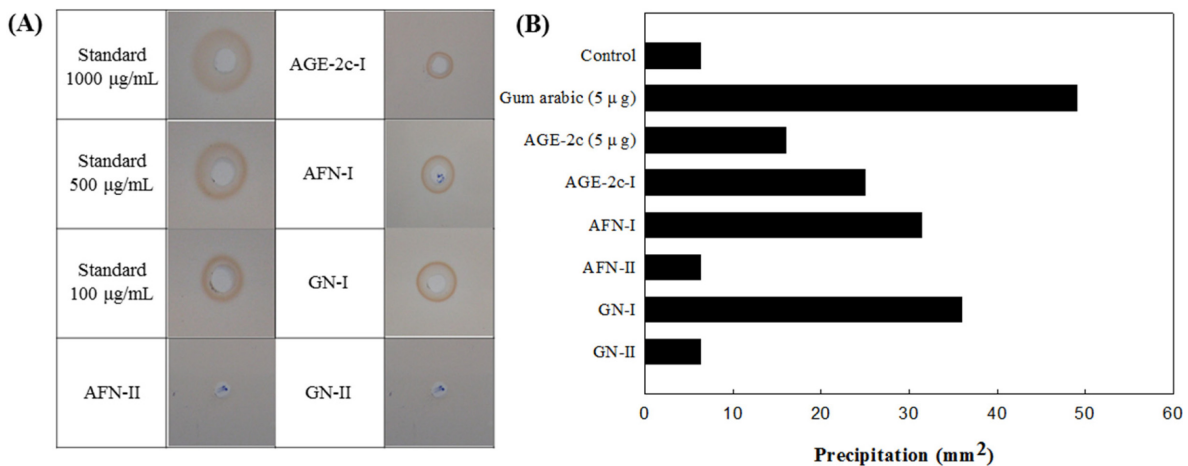 (A)
Standard
1000 µg/mL
AGE-2c-I
Standard
500 µg/mL
AFN-I
Standard
100 µg/mL
GN-I
AFN-II
GN-II
(B)
Control
Gum arabic (5 µ g)
AGE-2c (5 µ g)
AGE-2c-I
AFN-I
AFN-II
GN-I
GN-II
0 10 20 30 40 50 60
Precipitation (mm²)